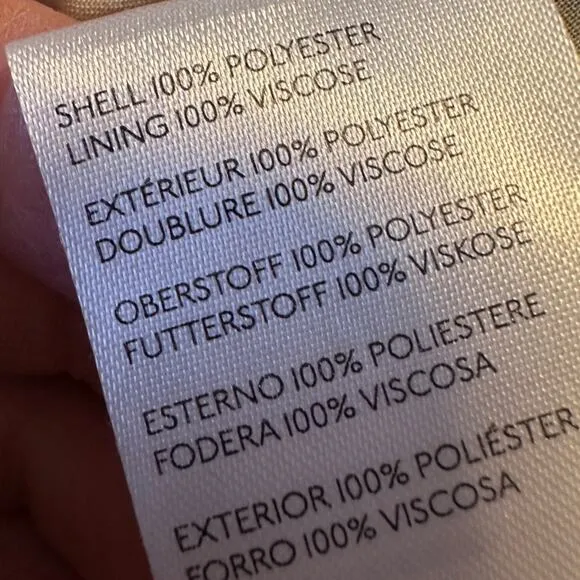 SHELL 100% POLYESTER
LINING 100% VISCOSE
EXTÉRIEUR 100% POLYESTER
DOUBLURE 100% VISCOSE
OBERSTOFF 100% POLYESTER
FUTTERSTOFF 100% VISKOSE
ESTERNO 100% POLIESTERE
FODERA 100% VISCOSA
EXTERIOR 100% POLIÉSTER
FORRO 100% VISCOSA